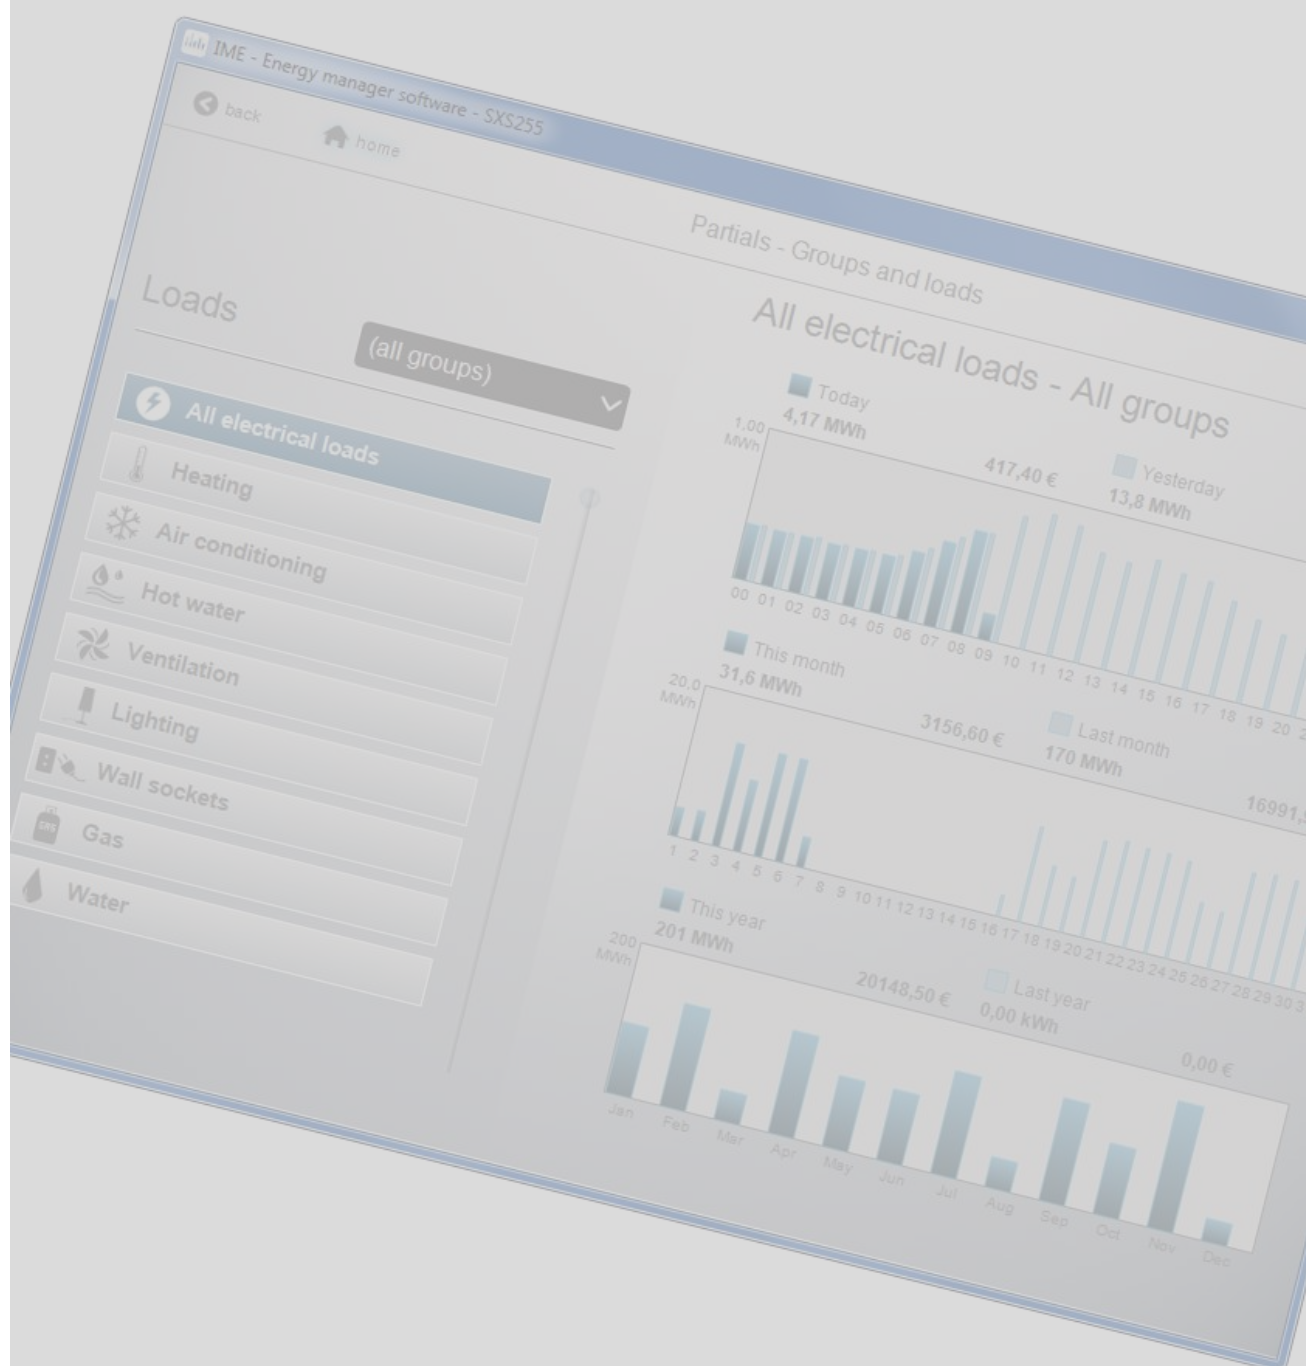 IME - Energy manager software - SXS255
back
home
Partials - Groups and loads
Loads
(all groups)
All electrical loads
Heating
Air conditioning
Hot water
Ventilation
Lighting
Wall sockets
Gas
Water
All electrical loads - All groups
Today
4,17 MWh
417,40 €
Yesterday
13,8 MWh
1.00
MWh
00 01 02 03 04 05 06 07 08 09 10 11 12 13 14 15 16 17 18 19 20
This month
31,6 MWh
3156,60 €
Last month
170 MWh
16991,
20.0
MWh
1 2 3 4 5 6 7 8 9 10 11 12 13 14 15 16 17 18 19 20 21 22 23 24 25 26 27 28 29 30
This year
201 MWh
20148,50 €
Last year
0,00 kWh
0,00 €
200
MWh
Jan Feb Mar Apr May Jun Jul Aug Sep Oct Nov Dec